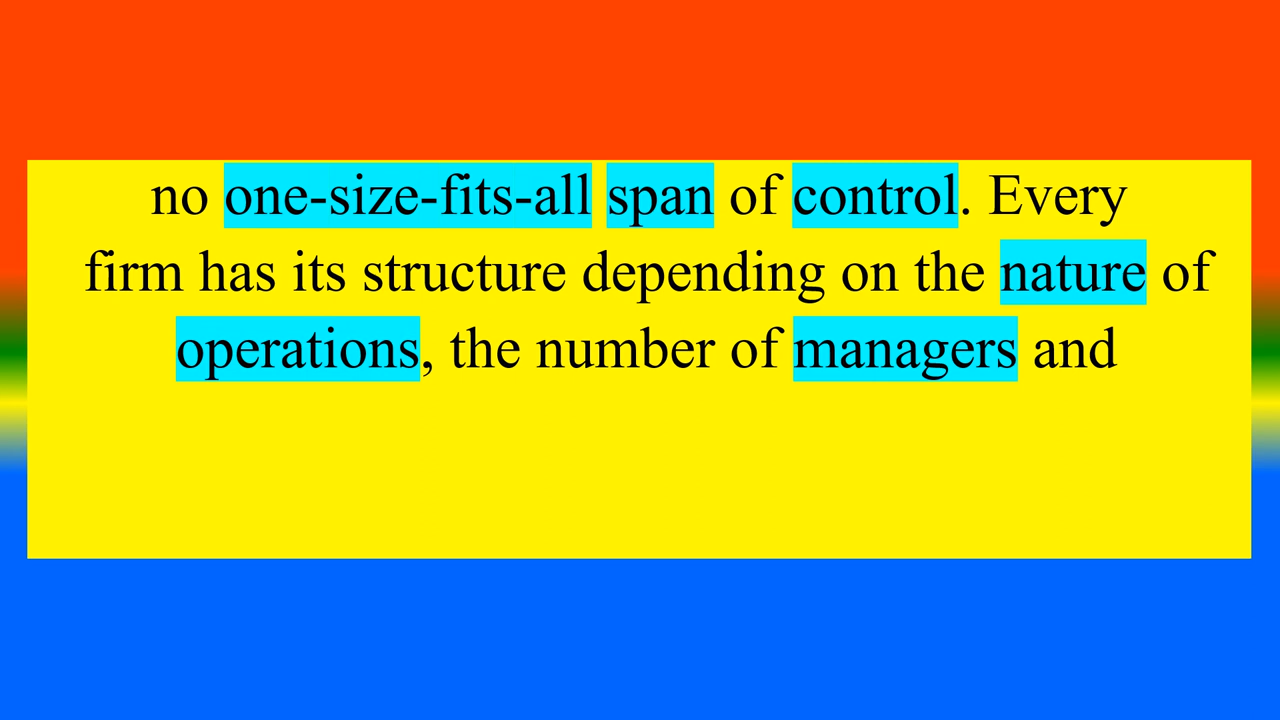 no one-size-fits-all span of control. Every
firm has its structure depending on the nature of
operations, the number of managers and